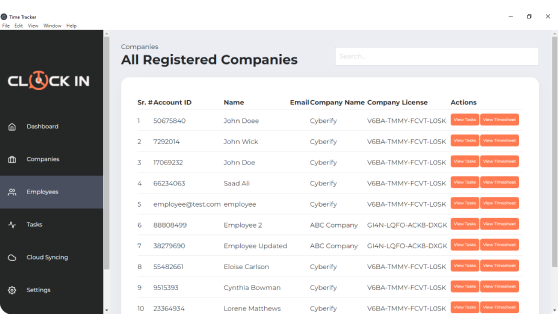 Time Tracker
File Edit View Window Help
CLOCK IN
Dashboard
Companies
Employees
Tasks
Cloud Syncing
Settings
Companies
All Registered Companies
Search...
Sr. # Account ID Name Email Company Name Company License Actions
1 50675840 John Doee Cyberify V6BA-TMMY-FCVT-L0SK View Tasks View Timesheet
2 7292014 John Wick Cyberify V6BA-TMMY-FCVT-L0SK View Tasks View Timesheet
3 17069232 John Doe Cyberify V6BA-TMMY-FCVT-L0SK View Tasks View Timesheet
4 66234063 Saad Ali Cyberify V6BA-TMMY-FCVT-L0SK View Tasks View Timesheet
5 employee@test.com employee Cyberify V6BA-TMMY-FCVT-L0SK View Tasks View Timesheet
6 88808499 Employee 2 ABC Company GI4N-LQFO-ACK8-DXGK View Tasks View Timesheet
7 38279690 Employee Updated ABC Company GI4N-LQFO-ACK8-DXGK View Tasks View Timesheet
8 55482661 Eloise Carlson Cyberify V6BA-TMMY-FCVT-L0SK View Tasks View Timesheet
9 9515393 Cynthia Bowman Cyberify V6BA-TMMY-FCVT-L0SK View Tasks View Timesheet
10 23364934 Lorene Matthews Cyberify V6BA-TMMY-FCVT-L0SK View Tasks View Timesheet